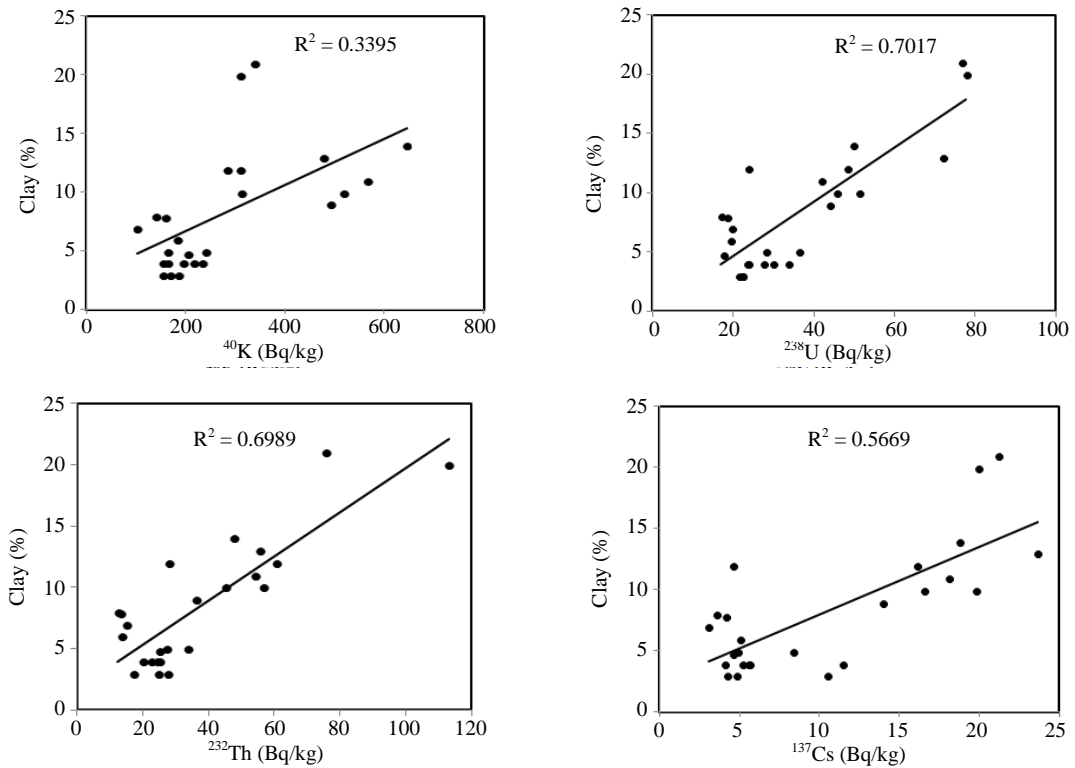 25
20
15
10
5
0
Clay (%)
R² = 0.3395
0 200 400 600 800
⁴⁰K (Bq/kg)
25
20
15
10
5
0
Clay (%)
R² = 0.7017
0 20 40 60 80 100
²³⁸U (Bq/kg)
25
20
15
10
5
0
Clay (%)
R² = 0.6989
0 20 40 60 80 100 120
²³²Th (Bq/kg)
25
20
15
10
5
0
Clay (%)
R² = 0.5669
0 5 10 15 20 25
¹³⁷Cs (Bq/kg)